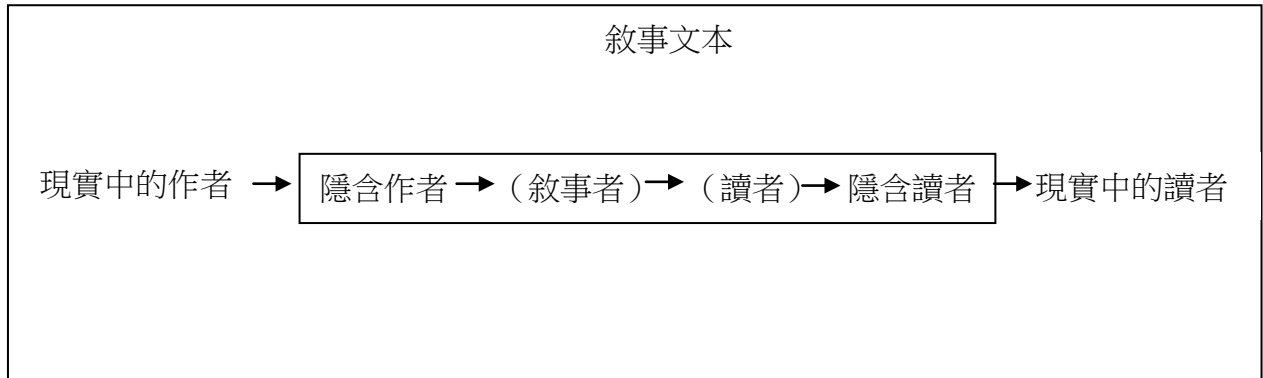 敘事文本
現實中的作者 → 隱含作者 → （敘事者）→ （讀者）→ 隱含讀者 → 現實中的讀者